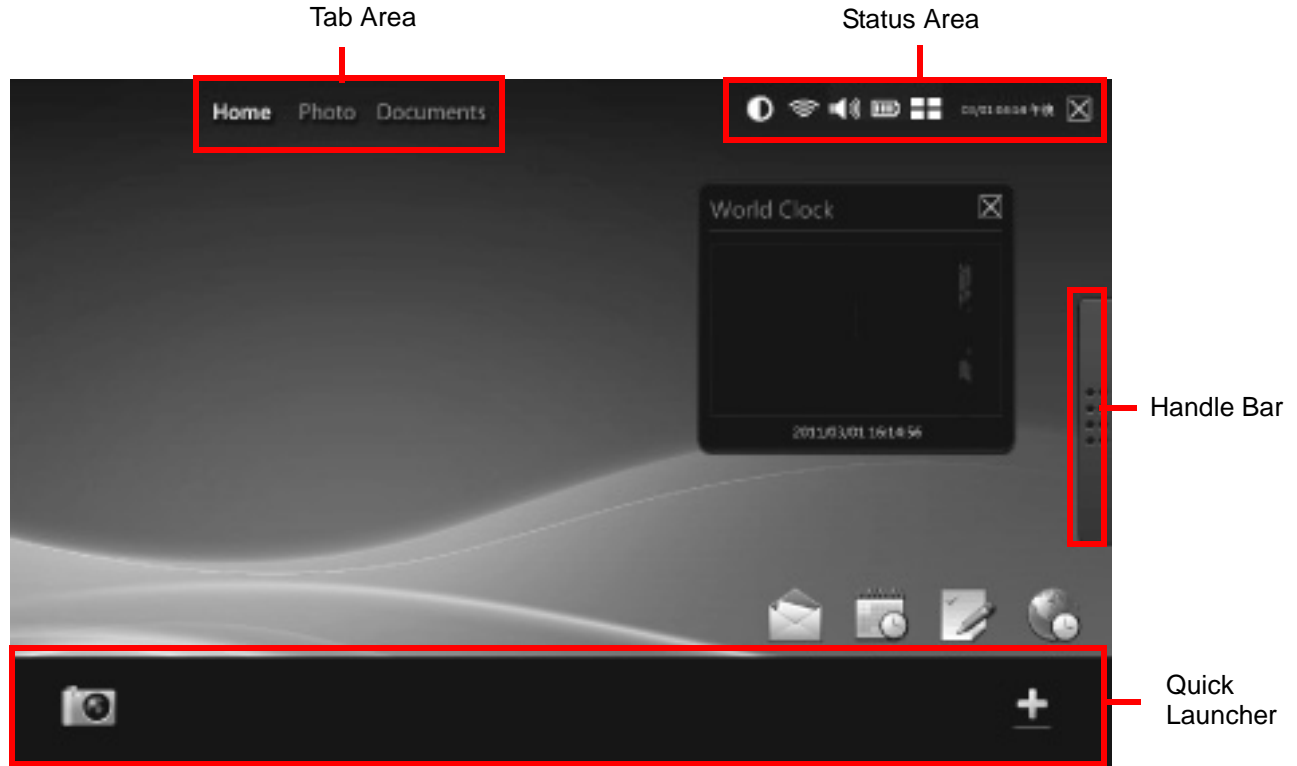 Tab Area
Status Area
Home Photo Documents
World Clock
2011/03/01 16:14:56
Handle Bar
Quick
Launcher